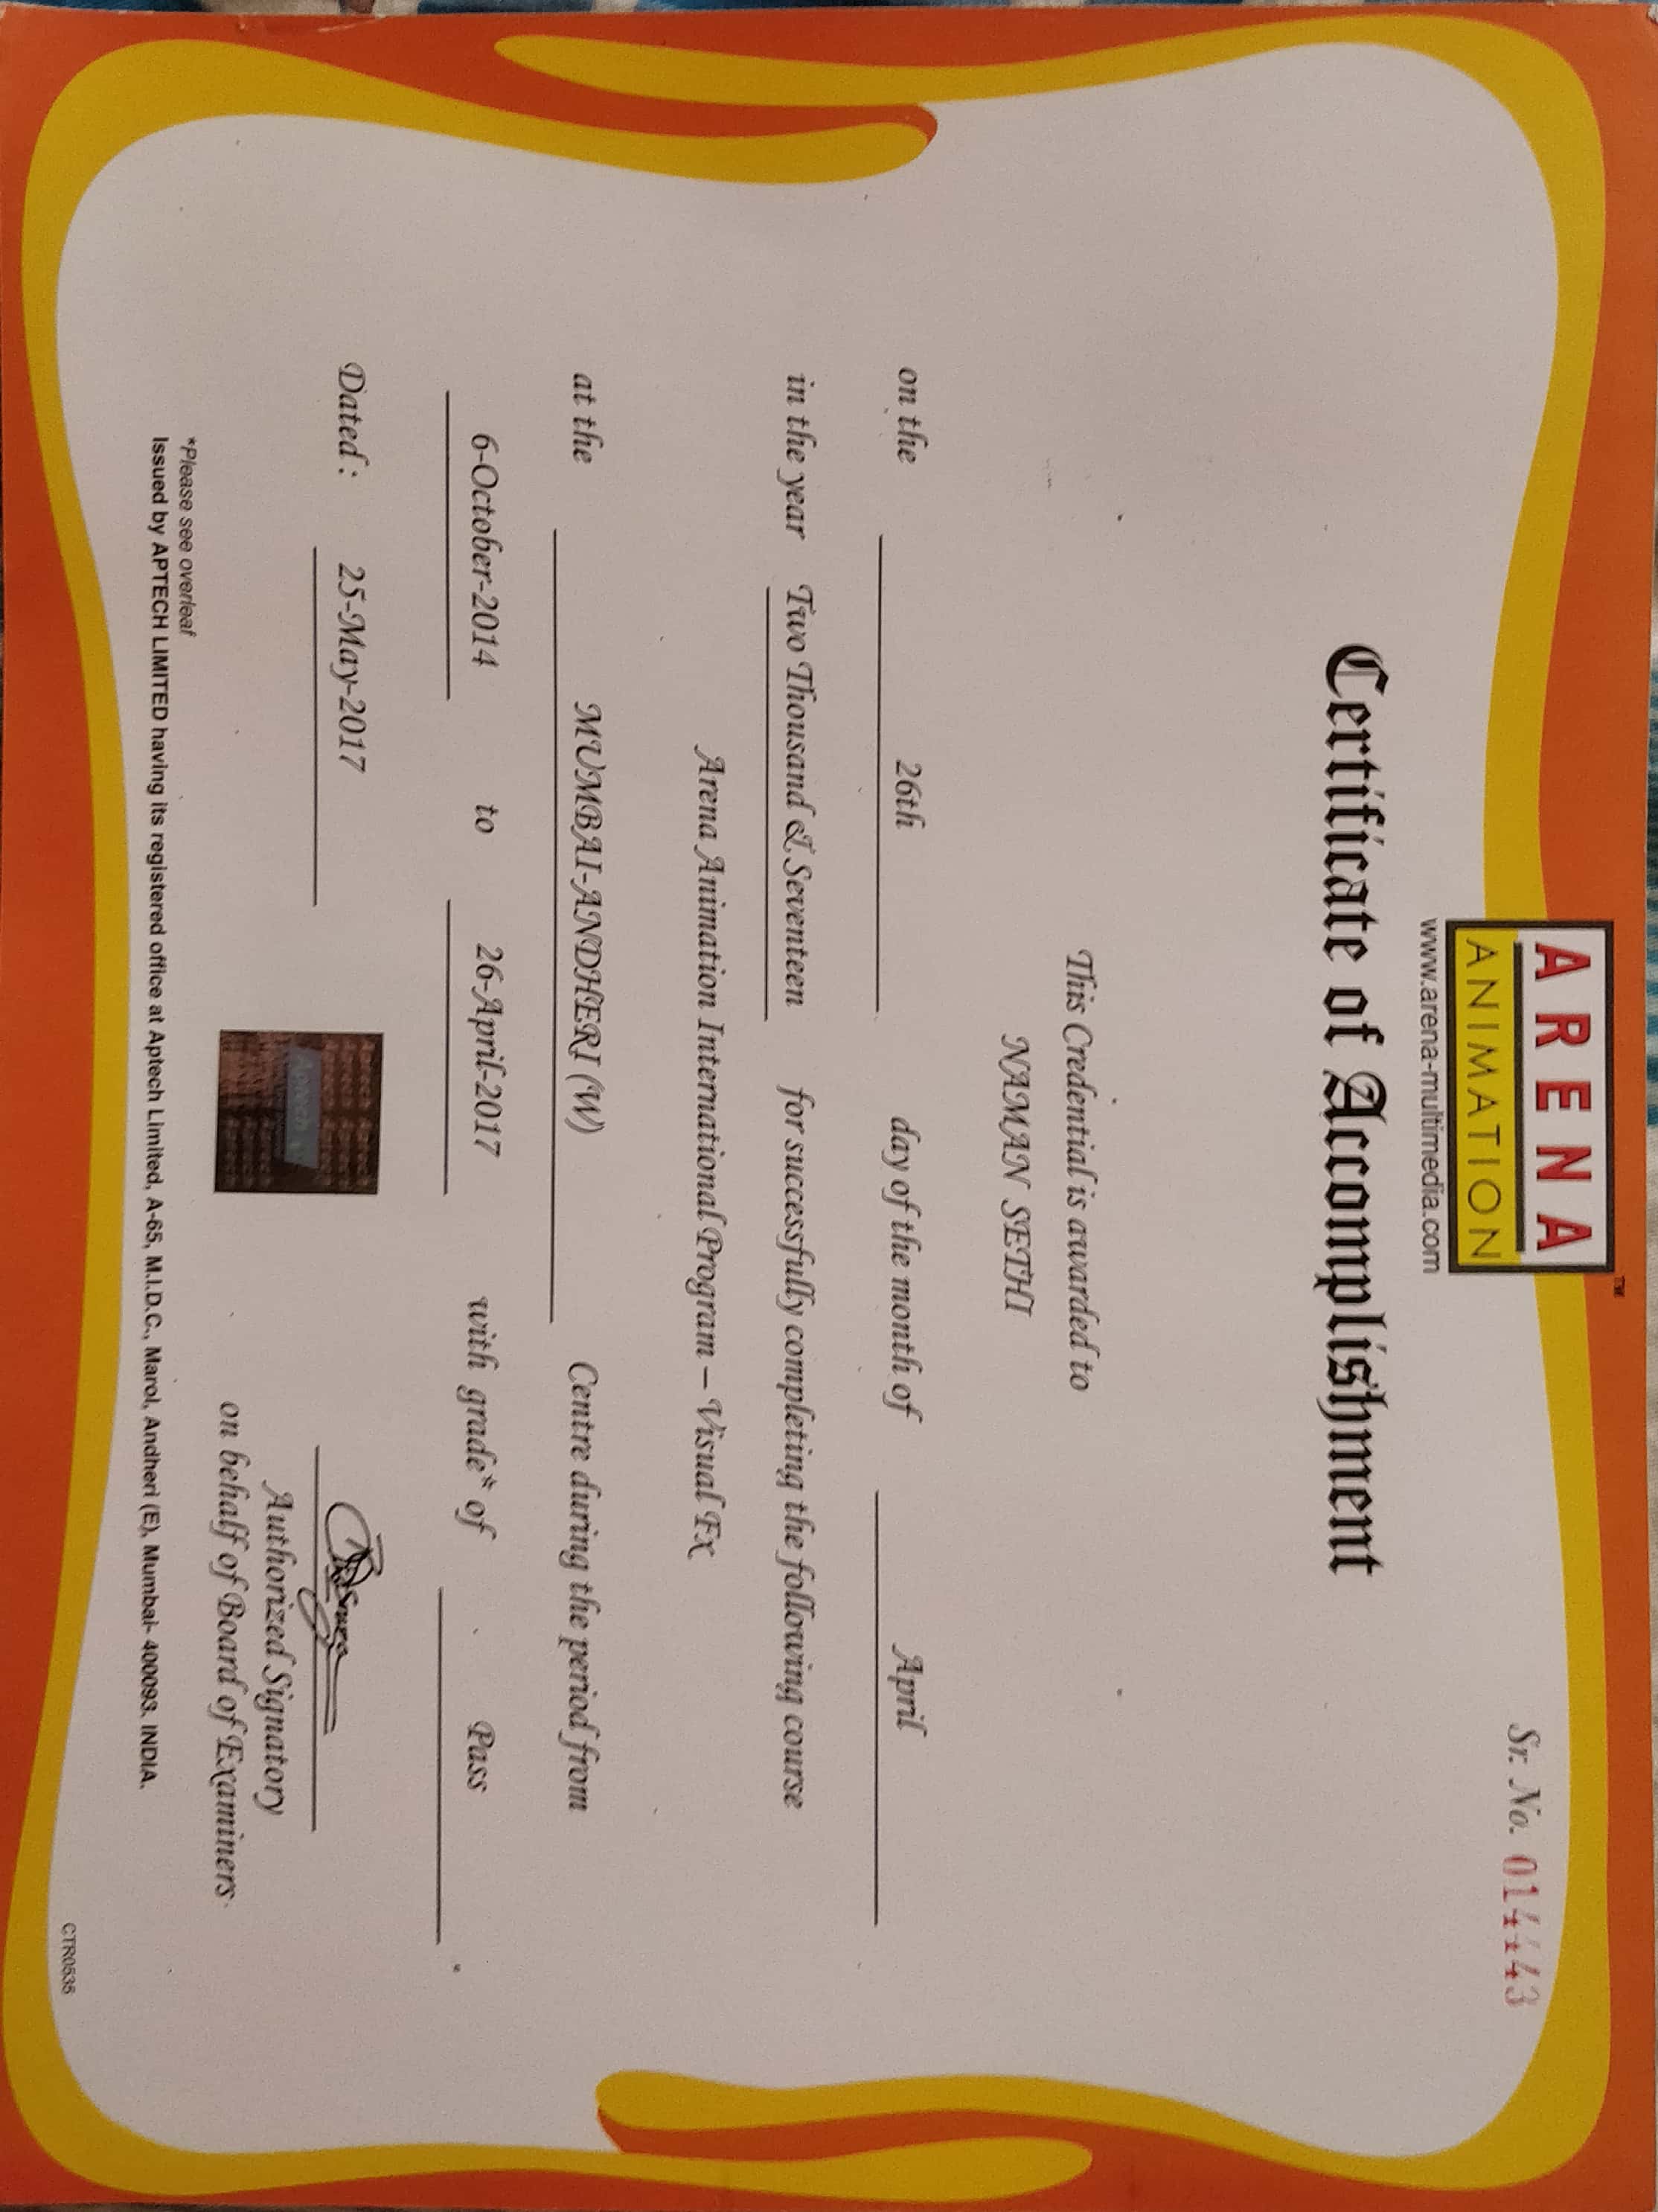 Sr. No. 014443
ARENA
TM
ANIMATION
www.arena-multimedia.com
Certificate of Accomplishment
This Credential is awarded to
NAMAN SETHI
on the 26th day of the month of April
in the year Two Thousand & Seventeen for successfully completing the following course
Arena Animation International Program – Visual Fx
at the MUMBAI-ANDHERI (W) Centre during the period from
6-October-2014 to 26-April-2017 with grade* of Pass
Dated : 25-May-2017
Aptech
Authorized Signatory
on behalf of Board of Examiners
*Please see overleaf
Issued by APTECH LIMITED having its registered office at Aptech Limited, A-65, M.I.D.C., Marol, Andheri (E), Mumbai- 400093. INDIA.
CTR0535